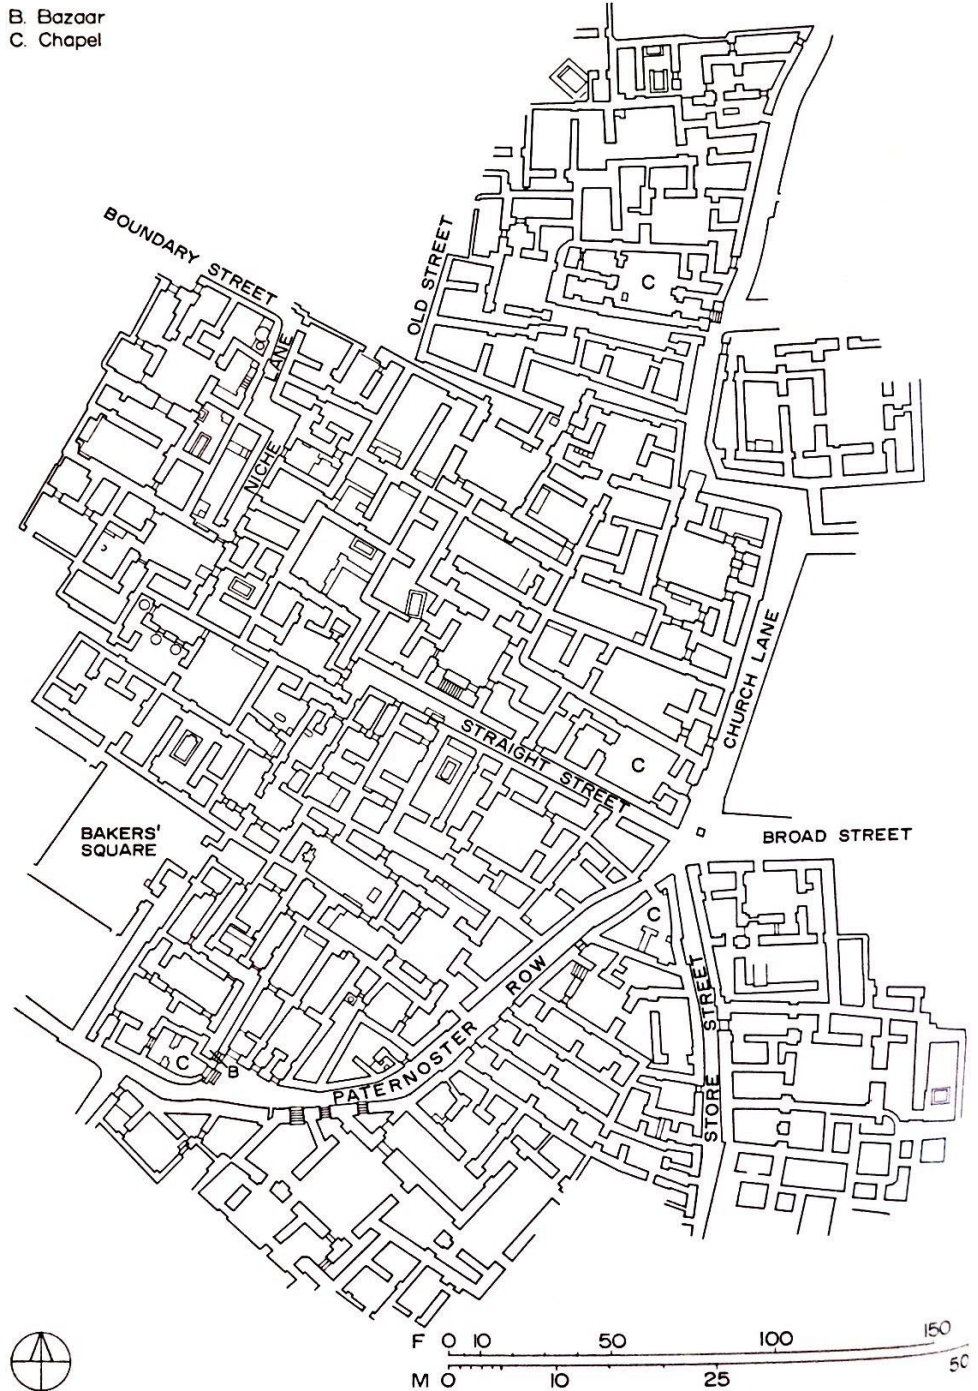 B. Bazaar
C. Chapel
BOUNDARY STREET
OLD STREET
C
NICHE LANE
CHURCH LANE
STRAIGHT STREET
C
BAKERS'
SQUARE
BROAD STREET
C
PATERNOSTER ROW
STORE STREET
C
B
F 0 10 50 100 150
M 0 10 25 50